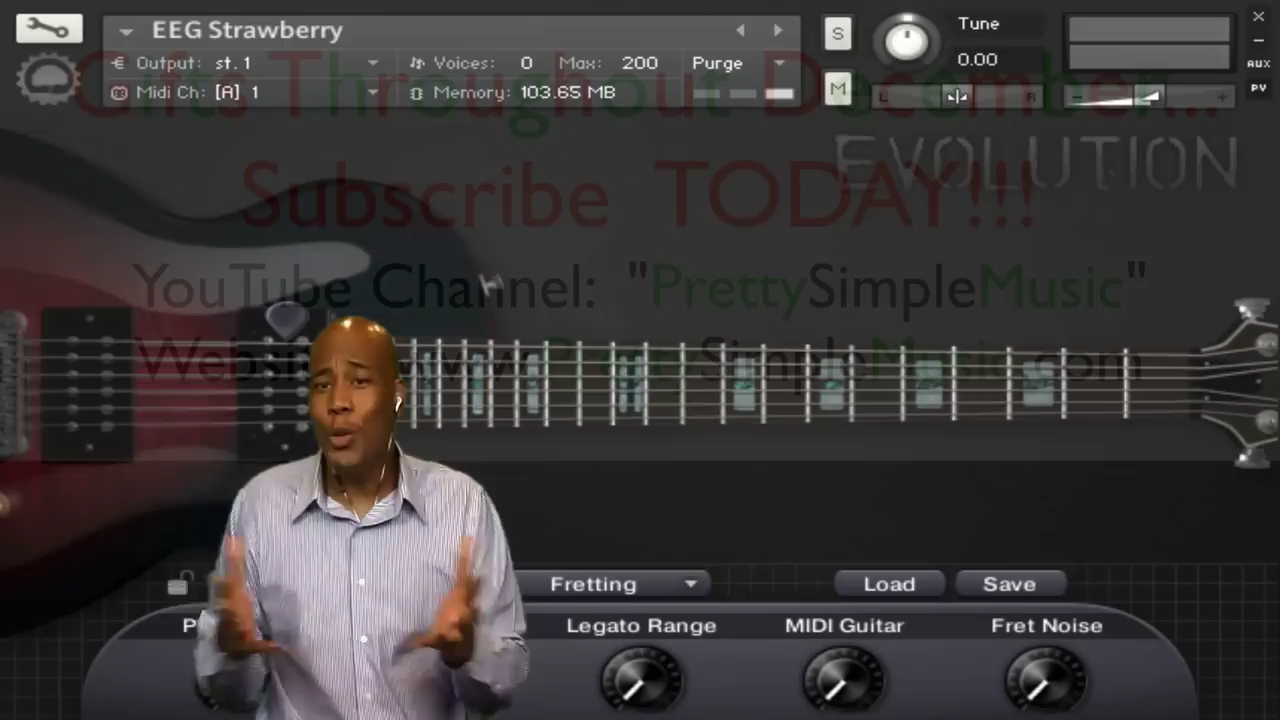 EEG Strawberry
S
Tune
0.00
Output: st. 1
Voices: 0 Max: 200
Purge
AUX
Midi Ch: [A] 1
Memory: 103.65 MB
M
L
R
PV
Gifts Throughout December...
EVOLUTION
Subscribe TODAY!!!
YouTube Channel: "PrettySimpleMusic"
SimpleMusic.com
Fretting
Load
Save
Legato Range
MIDI Guitar
Fret Noise